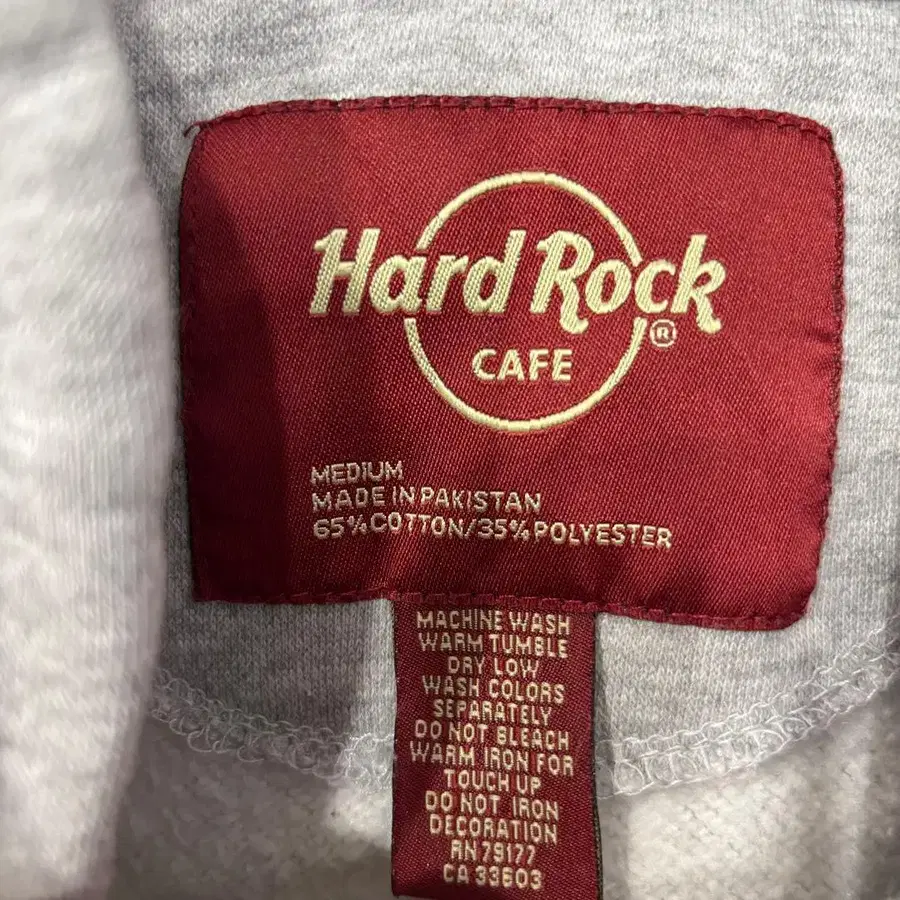 Hard Rock
®
CAFE
MEDIUM
MADE IN PAKISTAN
65% COTTON/35% POLYESTER
MACHINE WASH
WARM TUMBLE
DRY LOW
WASH COLORS
SEPARATELY
DO NOT BLEACH
WARM IRON FOR
TOUCH UP
DO NOT IRON
DECORATION
RN 79177
CA 33603